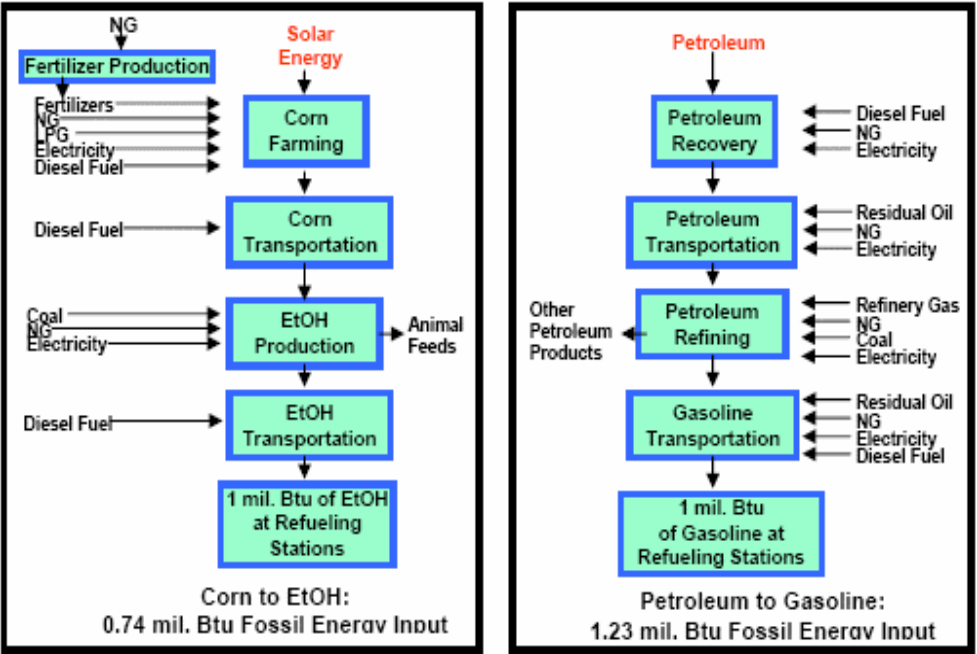 NG
Fertilizer Production
Solar
Energy
Fertilizers
NG
LPG
Electricity
Diesel Fuel
Corn
Farming
Diesel Fuel
Corn
Transportation
Coal
NG
Electricity
EtOH
Production
Animal
Feeds
Diesel Fuel
EtOH
Transportation
1 mil. Btu of EtOH
at Refueling
Stations
Corn to EtOH:
0.74 mil. Btu Fossil Energy Input
Petroleum
Petroleum
Recovery
Diesel Fuel
NG
Electricity
Petroleum
Transportation
Residual Oil
NG
Electricity
Other
Petroleum
Products
Petroleum
Refining
Refinery Gas
NG
Coal
Electricity
Gasoline
Transportation
Residual Oil
NG
Electricity
Diesel Fuel
1 mil. Btu
of Gasoline at
Refueling Stations
Petroleum to Gasoline:
1.23 mil. Btu Fossil Energy Input